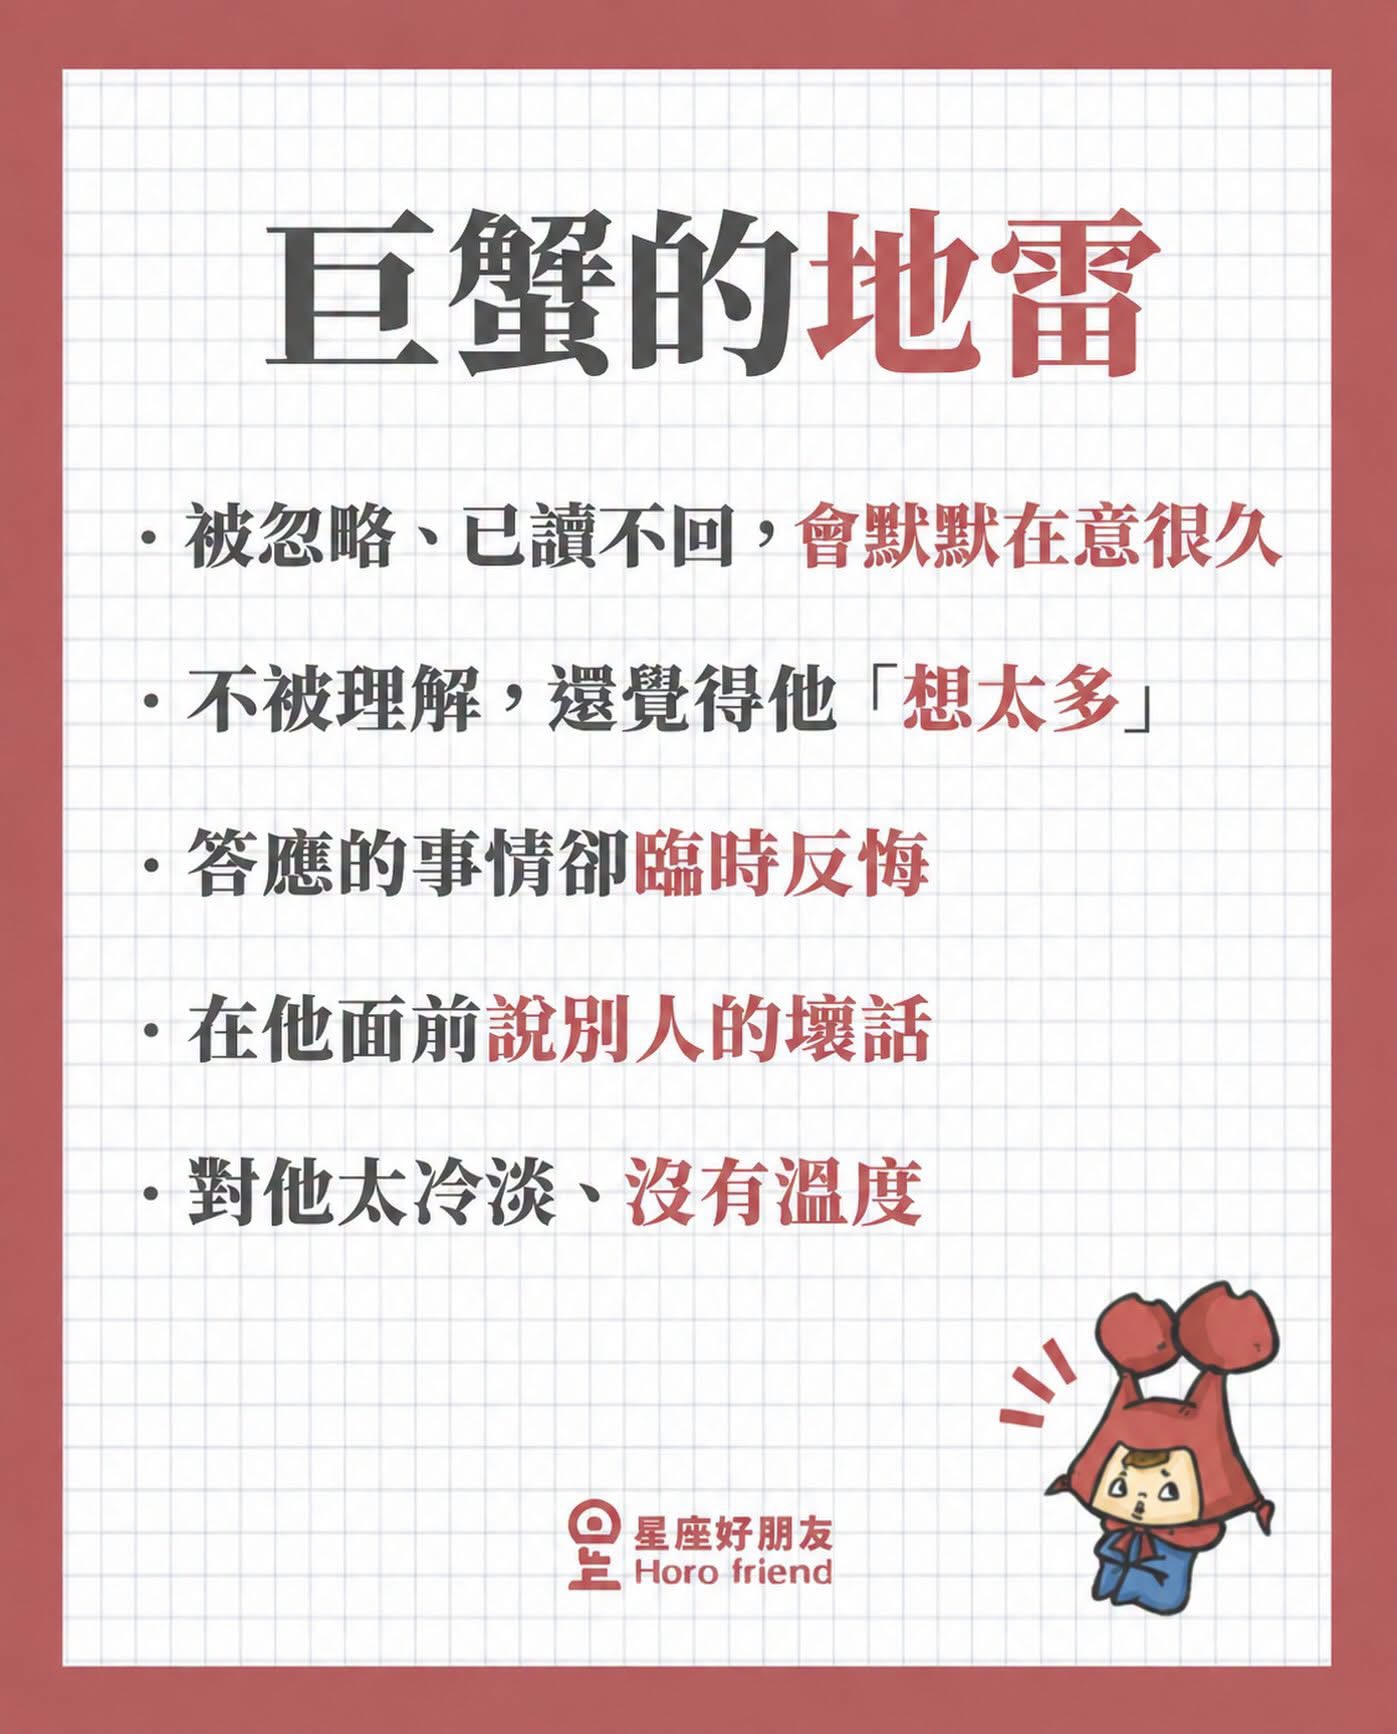 巨蟹的地雷
・被忽略、已讀不回，會默默在意很久
・不被理解，還覺得他「想太多」
・答應的事情卻臨時反悔
・在他面前說別人的壞話
・對他太冷淡、沒有溫度
星座好朋友
Horo friend